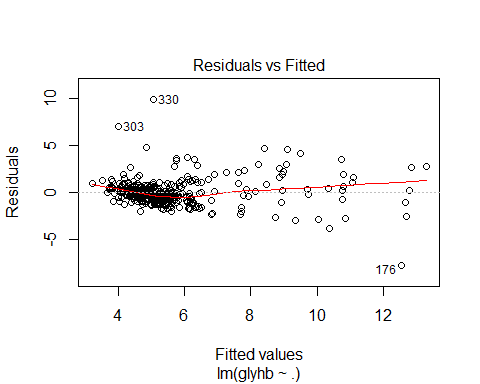 Residuals vs Fitted
Residuals
10
5
0
-5
330
303
176
4 6 8 10 12
Fitted values
lm(glyhb ~ .)